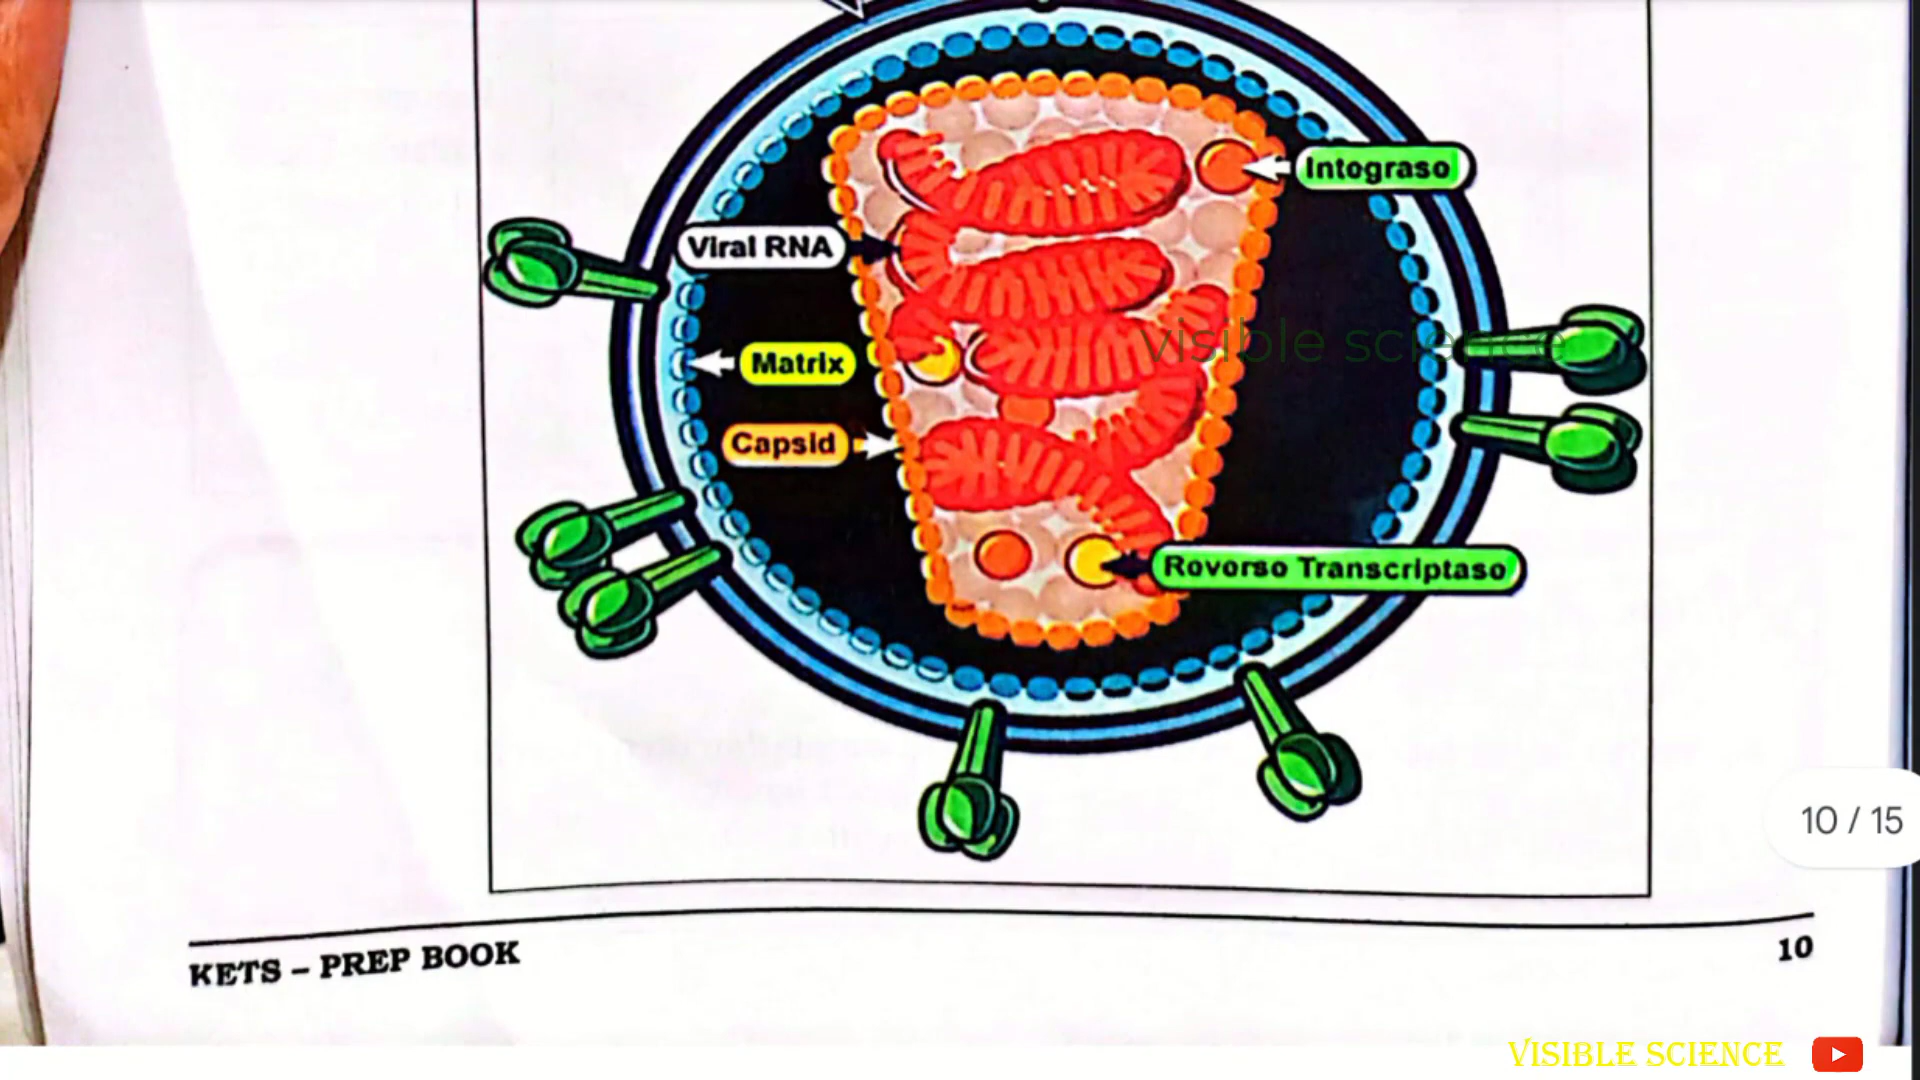 Intograso
Viral RNA
visible science
Matrix
Capsid
Rovorso Transcriptaso
10 / 15
KETS – PREP BOOK
10
VISIBLE SCIENCE